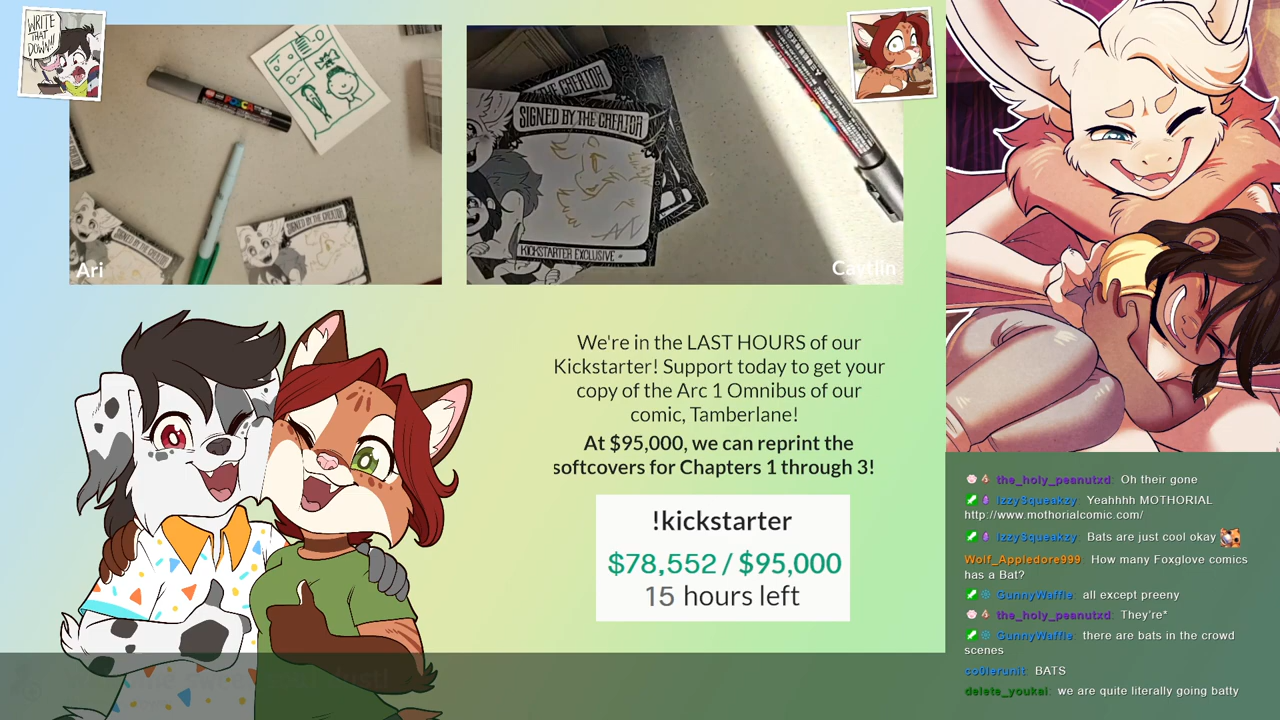 WRITE
THAT
DOWN!!!
POSCA
SIGNED BY THE CREATOR
SIGNED BY THE CREATOR
Ari
SIGNED BY THE CREATOR
KICKSTARTER EXCLUSIVE
Caytlin
We're in the LAST HOURS of our
Kickstarter! Support today to get your
copy of the Arc 1 Omnibus of our
comic, Tamberlane!
At $95,000, we can reprint the
softcovers for Chapters 1 through 3!
!kickstarter
$78,552 / $95,000
15 hours left
the_holy_peanutxd: Oh their gone
IzzySqueakzy: Yeahhhh MOTHORIAL
http://www.mothorialcomic.com/
IzzySqueakzy: Bats are just cool okay
Wolf_Appledore999: How many Foxglove comics
has a Bat?
GunnyWaffle: all except preeny
the_holy_peanutxd: They're*
GunnyWaffle: there are bats in the crowd
scenes
co0lerunit: BATS
delete_youkai: we are quite literally going batty